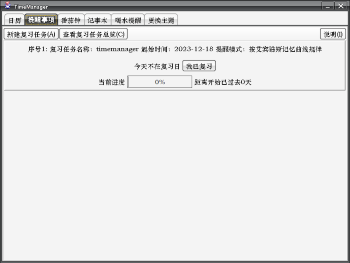 TimeManager
日历 提醒事项 番茄钟 记事本 喝水提醒 更换主题
新建复习任务(A) 查看复习任务总览(C) 说明(I)
序号1: 复习任务名称: timemanager 起始时间: 2023-12-18 提醒模式: 按艾宾浩斯记忆曲线规律
今天不在复习日 我已复习
当前进度 0% 距离开始已过去0天